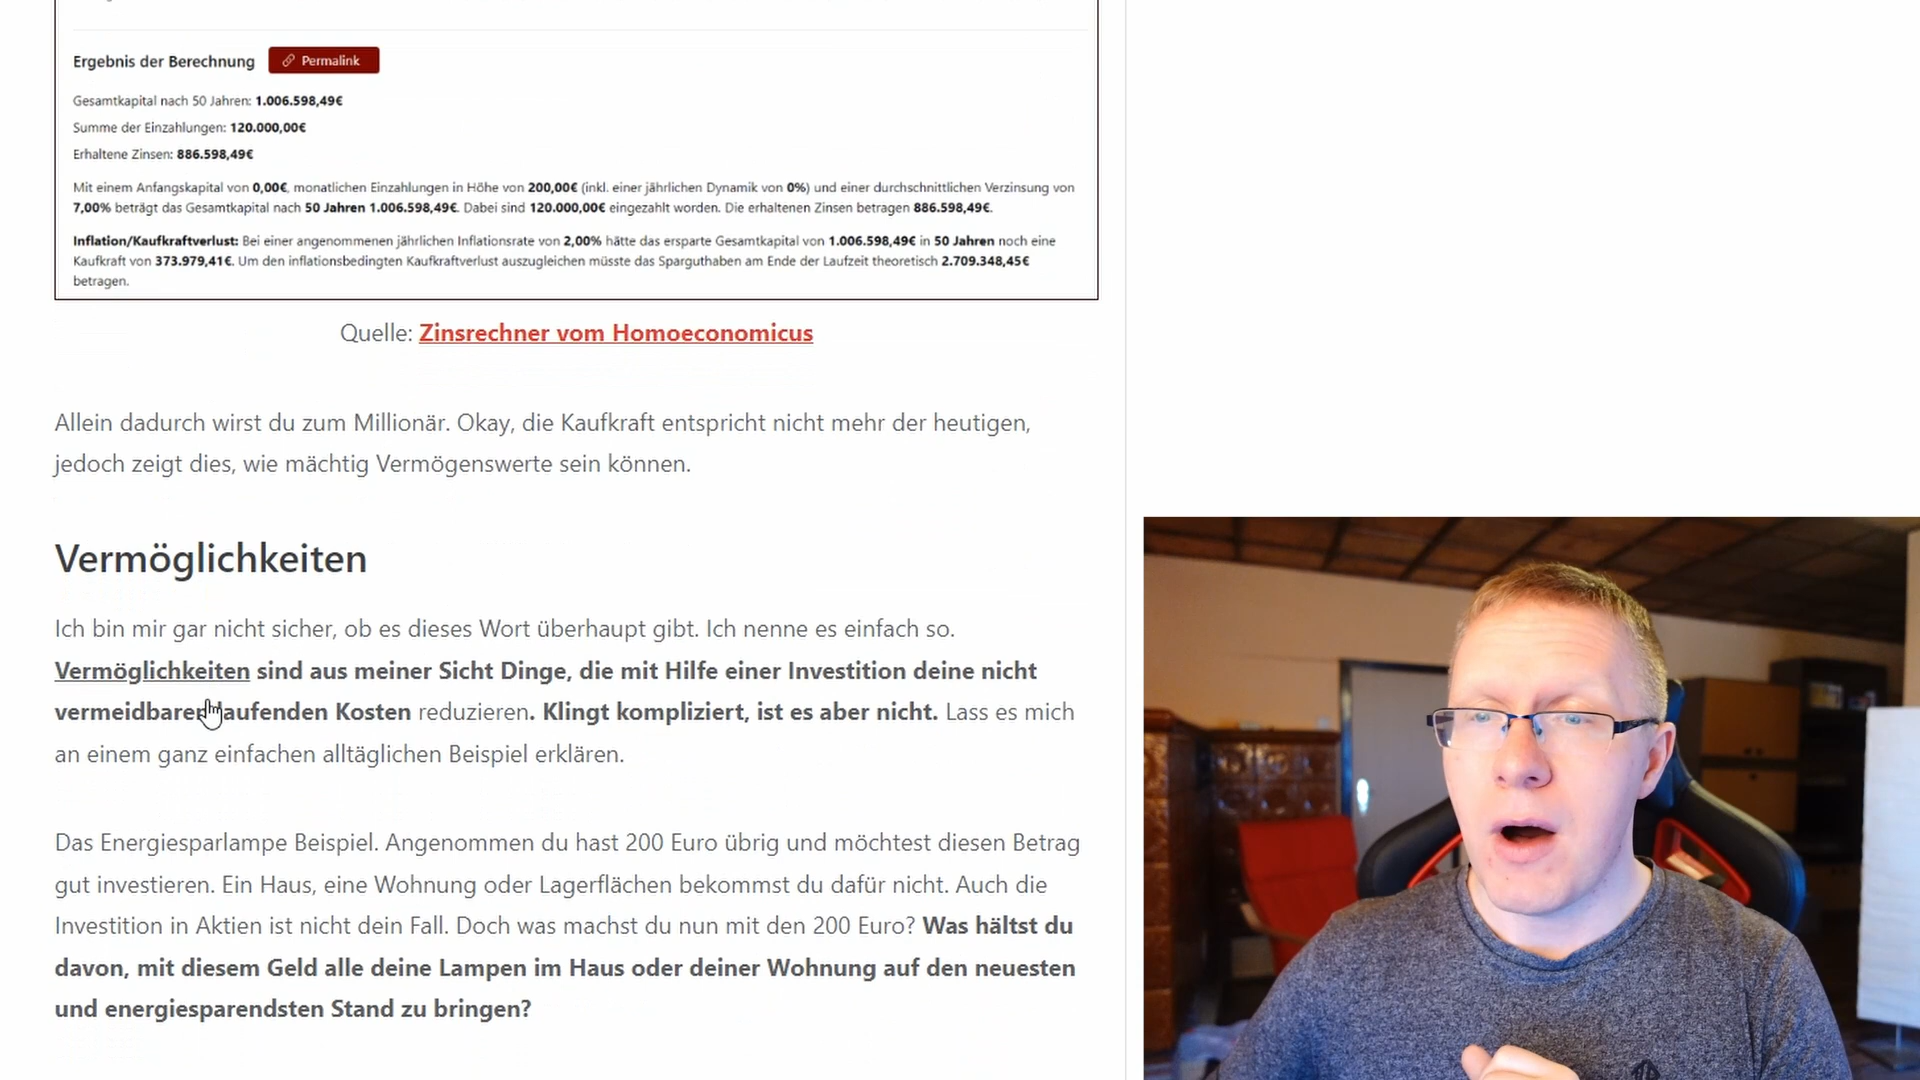 Ergebnis der Berechnung Permalink
Gesamtkapital nach 50 Jahren: 1.006.598,49€
Summe der Einzahlungen: 120.000,00€
Erhaltene Zinsen: 886.598,49€
Mit einem Anfangskapital von 0,00€, monatlichen Einzahlungen in Höhe von 200,00€ (inkl. einer jährlichen Dynamik von 0%) und einer durchschnittlichen Verzinsung von
7,00% beträgt das Gesamtkapital nach 50 Jahren 1.006.598,49€. Dabei sind 120.000,00€ eingezahlt worden. Die erhaltenen Zinsen betragen 886.598,49€.
Inflation/Kaufkraftverlust: Bei einer angenommenen jährlichen Inflationsrate von 2,00% hätte das ersparte Gesamtkapital von 1.006.598,49€ in 50 Jahren noch eine
Kaufkraft von 373.979,41€. Um den inflationsbedingten Kaufkraftverlust auszugleichen müsste das Sparguthaben am Ende der Laufzeit theoretisch 2.709.348,45€
betragen.
Quelle: Zinsrechner vom Homoeconomicus
Allein dadurch wirst du zum Millionär. Okay, die Kaufkraft entspricht nicht mehr der heutigen,
jedoch zeigt dies, wie mächtig Vermögenswerte sein können.
Vermöglichkeiten
Ich bin mir gar nicht sicher, ob es dieses Wort überhaupt gibt. Ich nenne es einfach so.
Vermöglichkeiten sind aus meiner Sicht Dinge, die mit Hilfe einer Investition deine nicht
vermeidbaren laufenden Kosten reduzieren. Klingt kompliziert, ist es aber nicht. Lass es mich
an einem ganz einfachen alltäglichen Beispiel erklären.
Das Energiesparlampe Beispiel. Angenommen du hast 200 Euro übrig und möchtest diesen Betrag
gut investieren. Ein Haus, eine Wohnung oder Lagerflächen bekommst du dafür nicht. Auch die
Investition in Aktien ist nicht dein Fall. Doch was machst du nun mit den 200 Euro? Was hältst du
davon, mit diesem Geld alle deine Lampen im Haus oder deiner Wohnung auf den neuesten
und energiesparendsten Stand zu bringen?